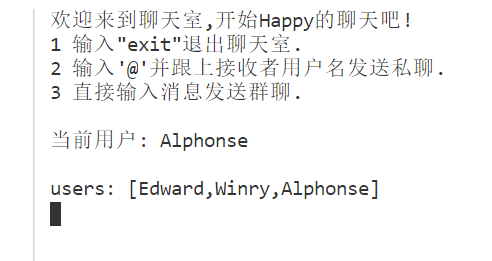 欢迎来到聊天室,开始Happy的聊天吧!
1 输入"exit"退出聊天室.
2 输入'@'并跟上接收者用户名发送私聊.
3 直接输入消息发送群聊.
当前用户: Alphonse
users: [Edward,Winry,Alphonse]